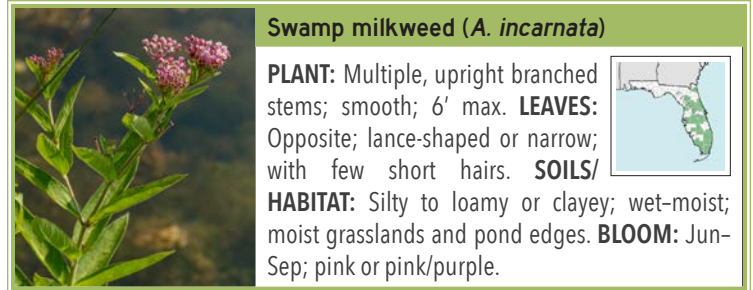 Swamp milkweed (A. incarnata)
PLANT: Multiple, upright branched
stems; smooth; 6’ max. LEAVES:
Opposite; lance-shaped or narrow;
with few short hairs. SOILS/
HABITAT: Silty to loamy or clayey; wet–moist;
moist grasslands and pond edges. BLOOM: Jun–
Sep; pink or pink/purple.